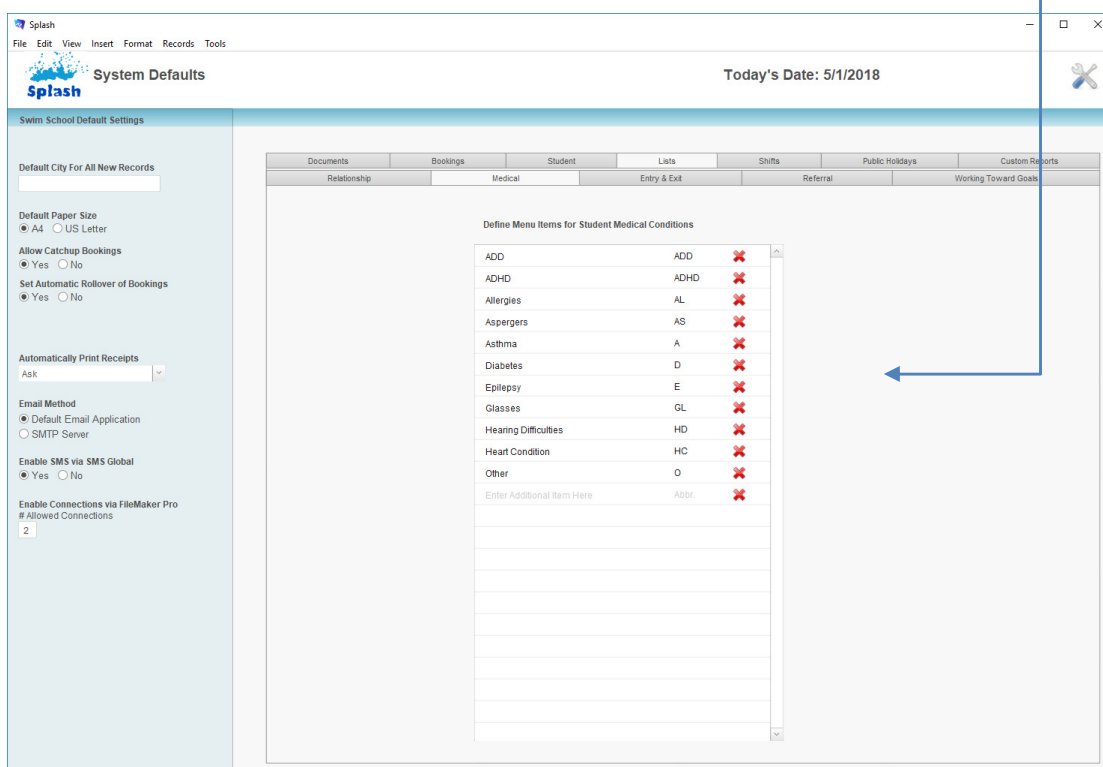 Splash
File Edit View Insert Format Records Tools
Splash
System Defaults
Today's Date: 5/1/2018
Swim School Default Settings
Default City For All New Records
Default Paper Size
A4 US Letter
Allow Catchup Bookings
Yes No
Set Automatic Rollover of Bookings
Yes No
Automatically Print Receipts
Ask
Email Method
Default Email Application
SMTP Server
Enable SMS via SMS Global
Yes No
Enable Connections via FileMaker Pro
# Allowed Connections
2
Documents Bookings Student Lists Shifts Public Holidays Custom Reports
Relationship Medical Entry & Exit Referral Working Toward Goals
Define Menu Items for Student Medical Conditions
ADD ADD
ADHD ADHD
Allergies AL
Aspergers AS
Asthma A
Diabetes D
Epilepsy E
Glasses GL
Hearing Difficulties HD
Heart Condition HC
Other O
Enter Additional Item Here Abbr.